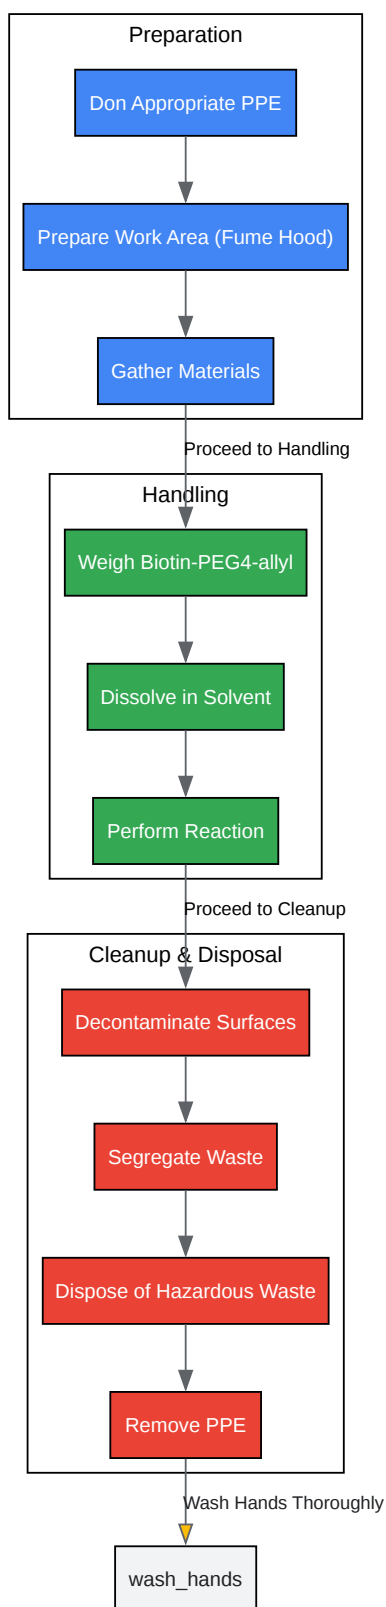 Preparation
Don Appropriate PPE
Prepare Work Area (Fume Hood)
Gather Materials
Proceed to Handling
Handling
Weigh Biotin-PEG4-allyl
Dissolve in Solvent
Perform Reaction
Proceed to Cleanup
Cleanup & Disposal
Decontaminate Surfaces
Segregate Waste
Dispose of Hazardous Waste
Remove PPE
Wash Hands Thoroughly
wash_hands